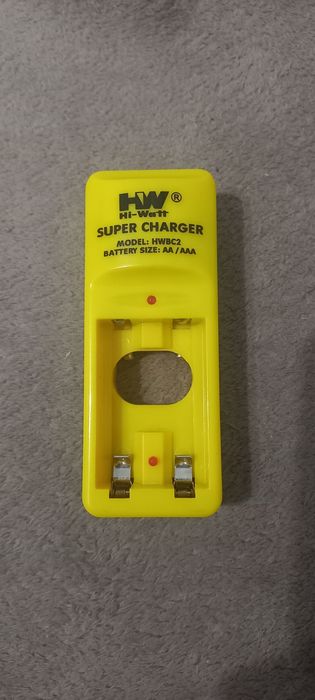 HW®
Hi-Watt
SUPER CHARGER
MODEL: HWBC2
BATTERY SIZE: AA/AAA